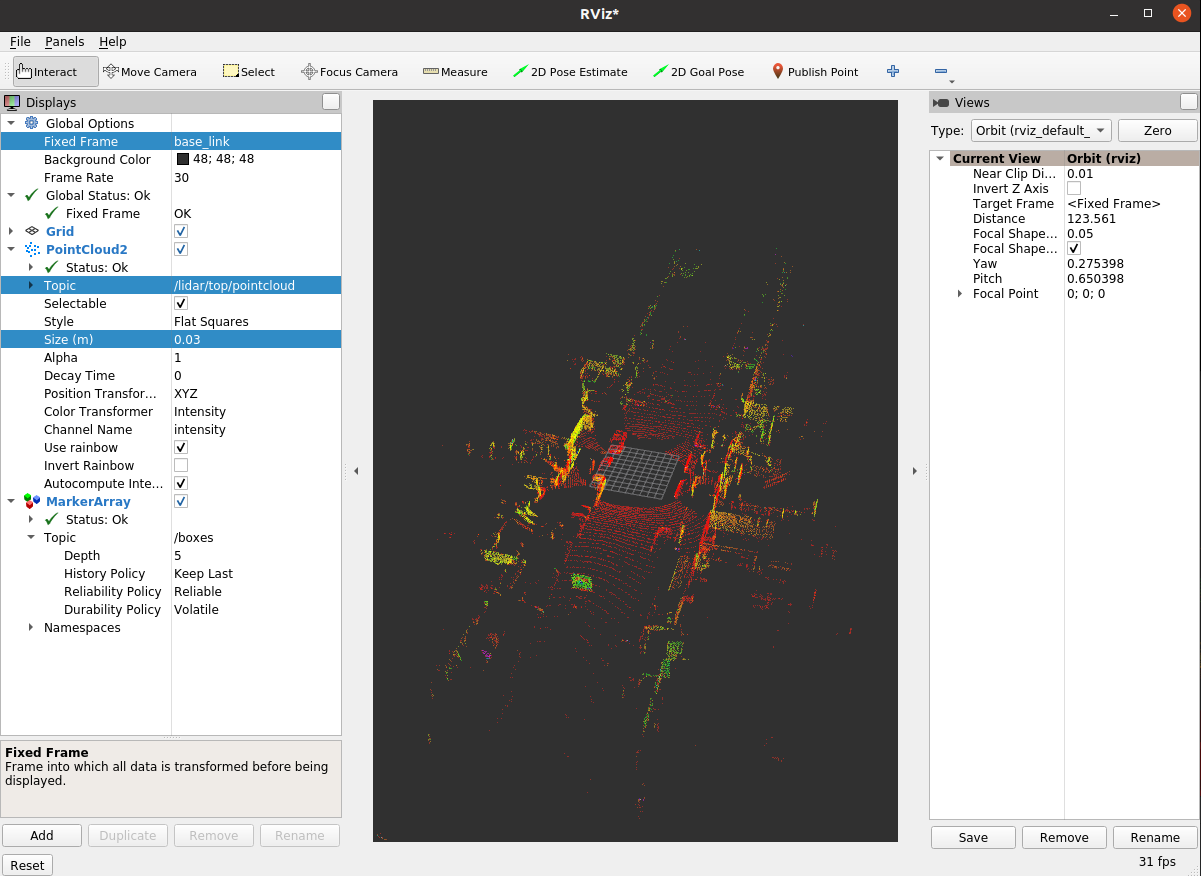 RViz*
File Panels Help
Interact Move Camera Select Focus Camera Measure 2D Pose Estimate 2D Goal Pose Publish Point
Displays
Global Options
Fixed Frame base_link
Background Color 48; 48; 48
Frame Rate 30
Global Status: Ok
Fixed Frame OK
Grid
PointCloud2
Status: Ok
Topic /lidar/top/pointcloud
Selectable
Style Flat Squares
Size (m) 0.03
Alpha 1
Decay Time 0
Position Transfor... XYZ
Color Transformer Intensity
Channel Name intensity
Use rainbow
Invert Rainbow
Autocompute Inte...
MarkerArray
Status: Ok
Topic /boxes
Depth 5
History Policy Keep Last
Reliability Policy Reliable
Durability Policy Volatile
Namespaces
Fixed Frame
Frame into which all data is transformed before being
displayed.
Add Duplicate Remove Rename
Reset
Views
Type: Orbit (rviz_default_ Zero
Current View Orbit (rviz)
Near Clip Di... 0.01
Invert Z Axis
Target Frame <Fixed Frame>
Distance 123.561
Focal Shape... 0.05
Focal Shape...
Yaw 0.275398
Pitch 0.650398
Focal Point 0; 0; 0
Save Remove Rename
31 fps